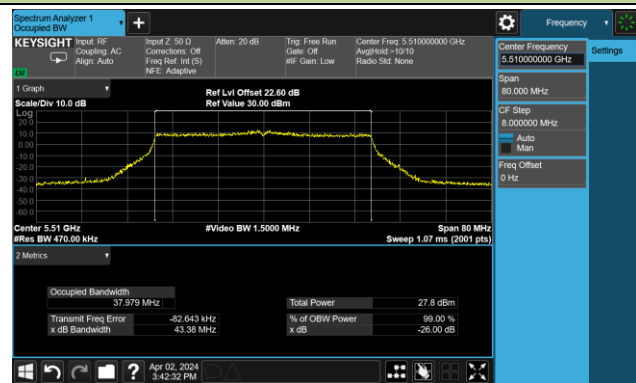 Spectrum Analyzer 1
Occupied BW
Frequency
KEYSIGHT
Input: RF
Coupling: AC
Align: Auto
Input Z: 50 Ω
Corrections: Off
Freq Ref: Int (S)
NFE: Adaptive
Atten: 20 dB
Trig: Free Run
Gate: Off
#IF Gain: Low
Center Freq: 5.510000000 GHz
Avg|Hold:>10/10
Radio Std: None
Center Frequency
5.510000000 GHz
Settings
Span
80.000 MHz
CF Step
8.000000 MHz
Auto
Man
Freq Offset
0 Hz
1 Graph
Scale/Div 10.0 dB
Ref Lvl Offset 22.60 dB
Ref Value 30.00 dBm
Log
20.0
10.0
0.00
-10.0
-20.0
-30.0
-40.0
-50.0
-60.0
Center 5.51 GHz
#Res BW 470.00 kHz
#Video BW 1.5000 MHz
Span 80 MHz
Sweep 1.07 ms (2001 pts)
2 Metrics
Occupied Bandwidth
37.979 MHz
Total Power 27.8 dBm
Transmit Freq Error -82.643 kHz
% of OBW Power 99.00 %
x dB Bandwidth 43.38 MHz
x dB -26.00 dB
?
Apr 02, 2024
3:42:32 PM